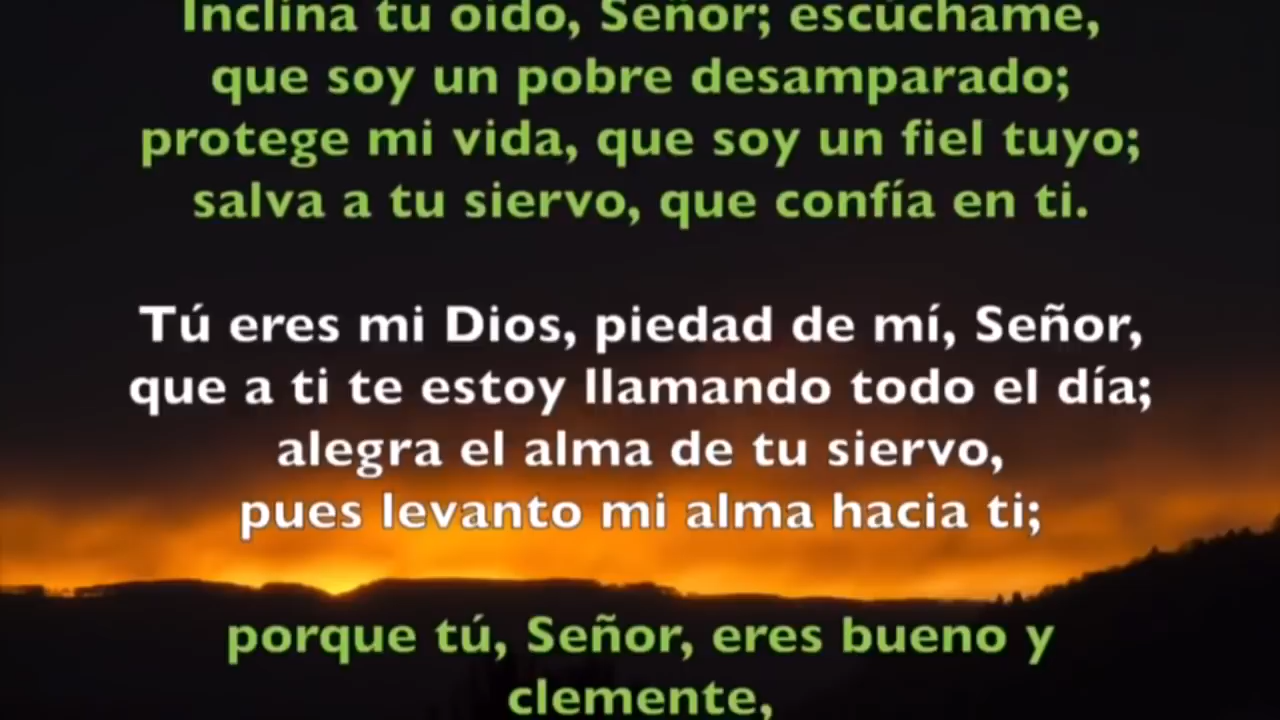 Inclina tu oído, Señor; escúchame,
que soy un pobre desamparado;
protege mi vida, que soy un fiel tuyo;
salva a tu siervo, que confía en ti.
Tú eres mi Dios, piedad de mí, Señor,
que a ti te estoy llamando todo el día;
alegra el alma de tu siervo,
pues levanto mi alma hacia ti;
porque tú, Señor, eres bueno y
clemente,